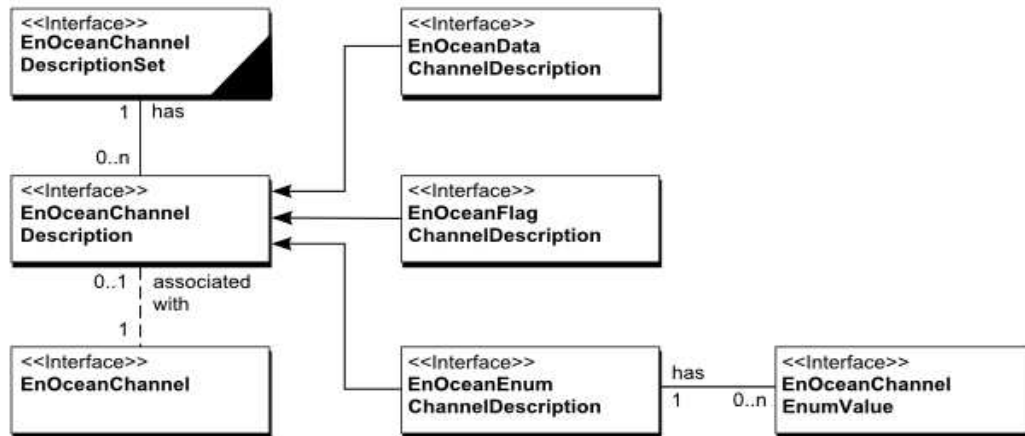 <<Interface>>
EnOceanChannel
DescriptionSet
<<Interface>>
EnOceanData
ChannelDescription
1 has
0..n
<<Interface>>
EnOceanChannel
Description
<<Interface>>
EnOceanFlag
ChannelDescription
0..1 associated
with
1
<<Interface>>
EnOceanChannel
<<Interface>>
EnOceanEnum
ChannelDescription
has
1 0..n
<<Interface>>
EnOceanChannel
EnumValue